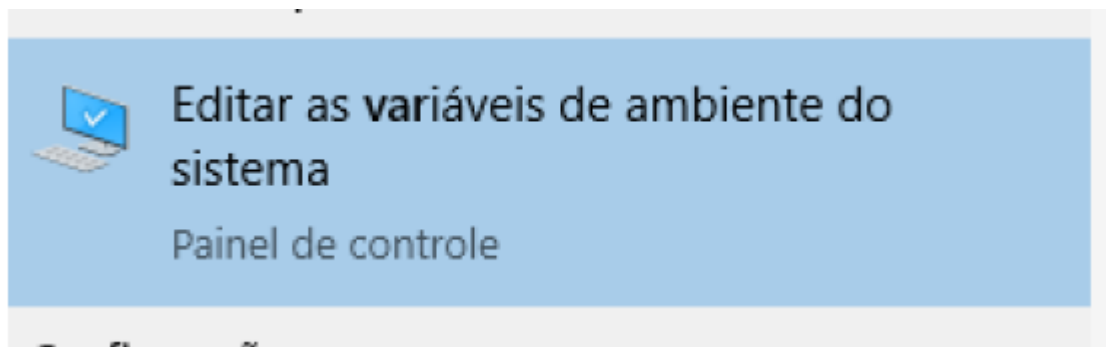 Editar as variáveis de ambiente do
sistema
Painel de controle